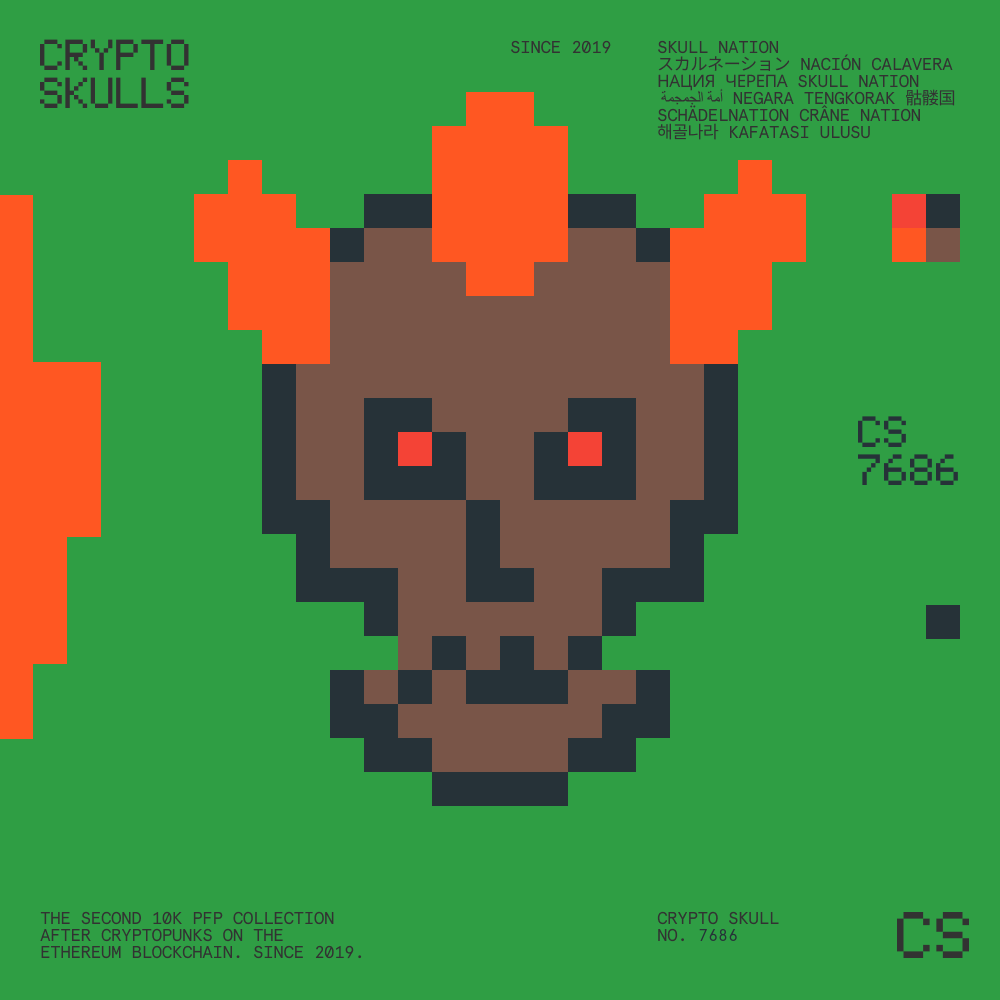 CRYPTO
SKULLS
SINCE 2019
SKULL NATION
スカルネーション NACIÓN CALAVERA
НАЦИЯ ЧЕРЕПА SKULL NATION
أمة الجمجمة NEGARA TENGKORAK 骷髅国
SCHÄDELNATION CRÂNE NATION
해골나라 KAFATASI ULUSU
CS
7686
THE SECOND 10K PFP COLLECTION
AFTER CRYPTOPUNKS ON THE
ETHEREUM BLOCKCHAIN. SINCE 2019.
CRYPTO SKULL
NO. 7686
CS